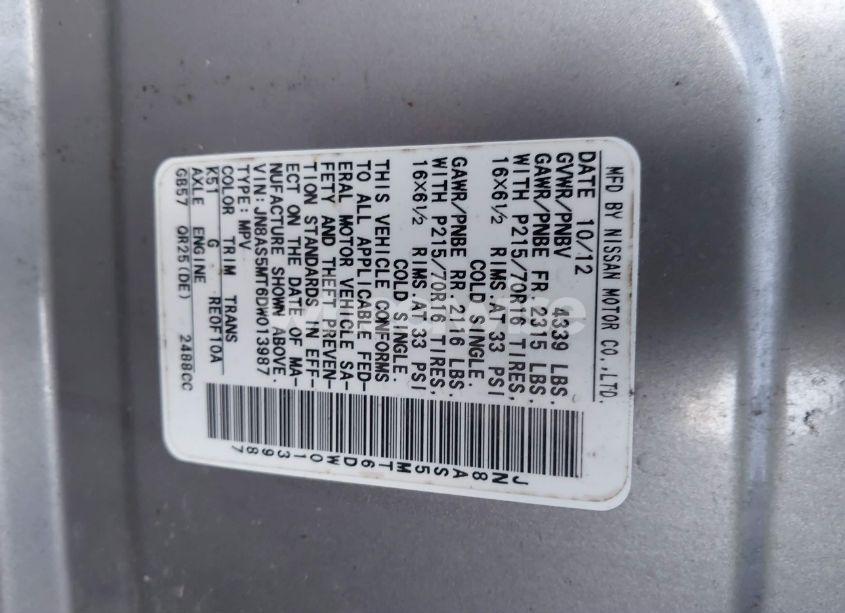 MFD BY NISSAN MOTOR CO.,LTD.
DATE 10/12
GVWR/PNBV 4339 LBS.
GAWR/PNBE FR 2315 LBS.
WITH P215/70R16 TIRES,
16X6½ RIMS.AT 33 PSI
COLD SINGLE.
GAWR/PNBE RR 2116 LBS.
WITH P215/70R16 TIRES,
16X6½ RIMS.AT 33 PSI
COLD SINGLE.
THIS VEHICLE CONFORMS
TO ALL APPLICABLE FED-
ERAL MOTOR VEHICLE SA-
FETY AND THEFT PREVEN-
TION STANDARDS IN EFF-
ECT ON THE DATE OF MA-
NUFACTURE SHOWN ABOVE.
VIN:JN8AS5MT6DW013987
TYPE:MPV
COLOR TRIM TRANS
K51 G RE0F10A
AXLE ENGINE
GB57 QR25(DE) 2488CC
JN8AS5MT6DW013987